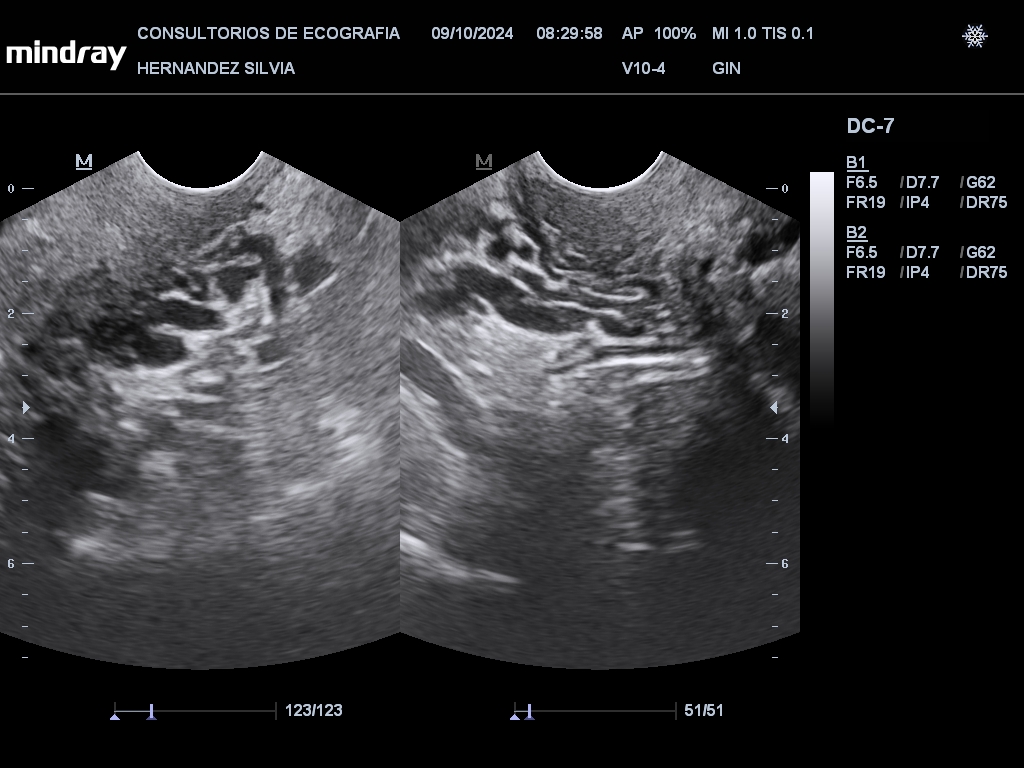 mindray
CONSULTORIOS DE ECOGRAFIA 09/10/2024 08:29:58 AP 100% MI 1.0 TIS 0.1
HERNANDEZ SILVIA V10-4 GIN
DC-7
B1
F6.5 /D7.7 /G62
FR19 /IP4 /DR75
B2
F6.5 /D7.7 /G62
FR19 /IP4 /DR75
M M
0 0
2 2
4 4
6 6
123/123 51/51